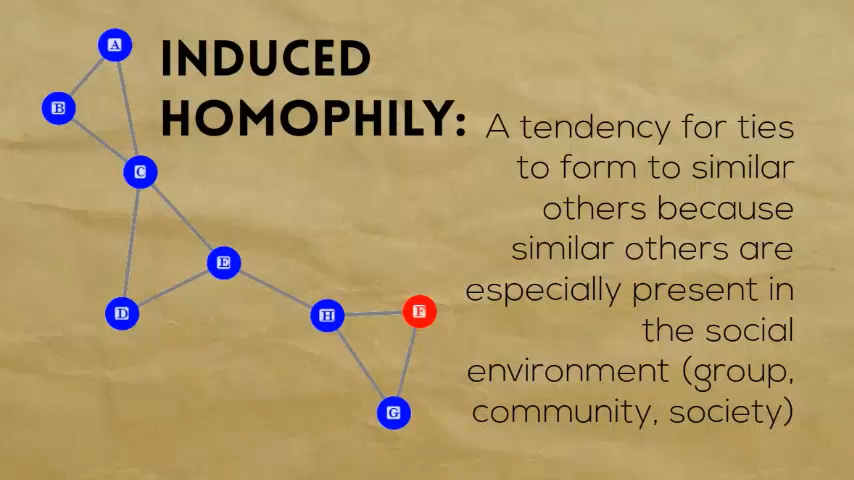 A
INDUCED
B
HOMOPHILY:
A tendency for ties
to form to similar
C
others because
similar others are
E
especially present in
D
H
F
the social
environment (group,
G
community, society)